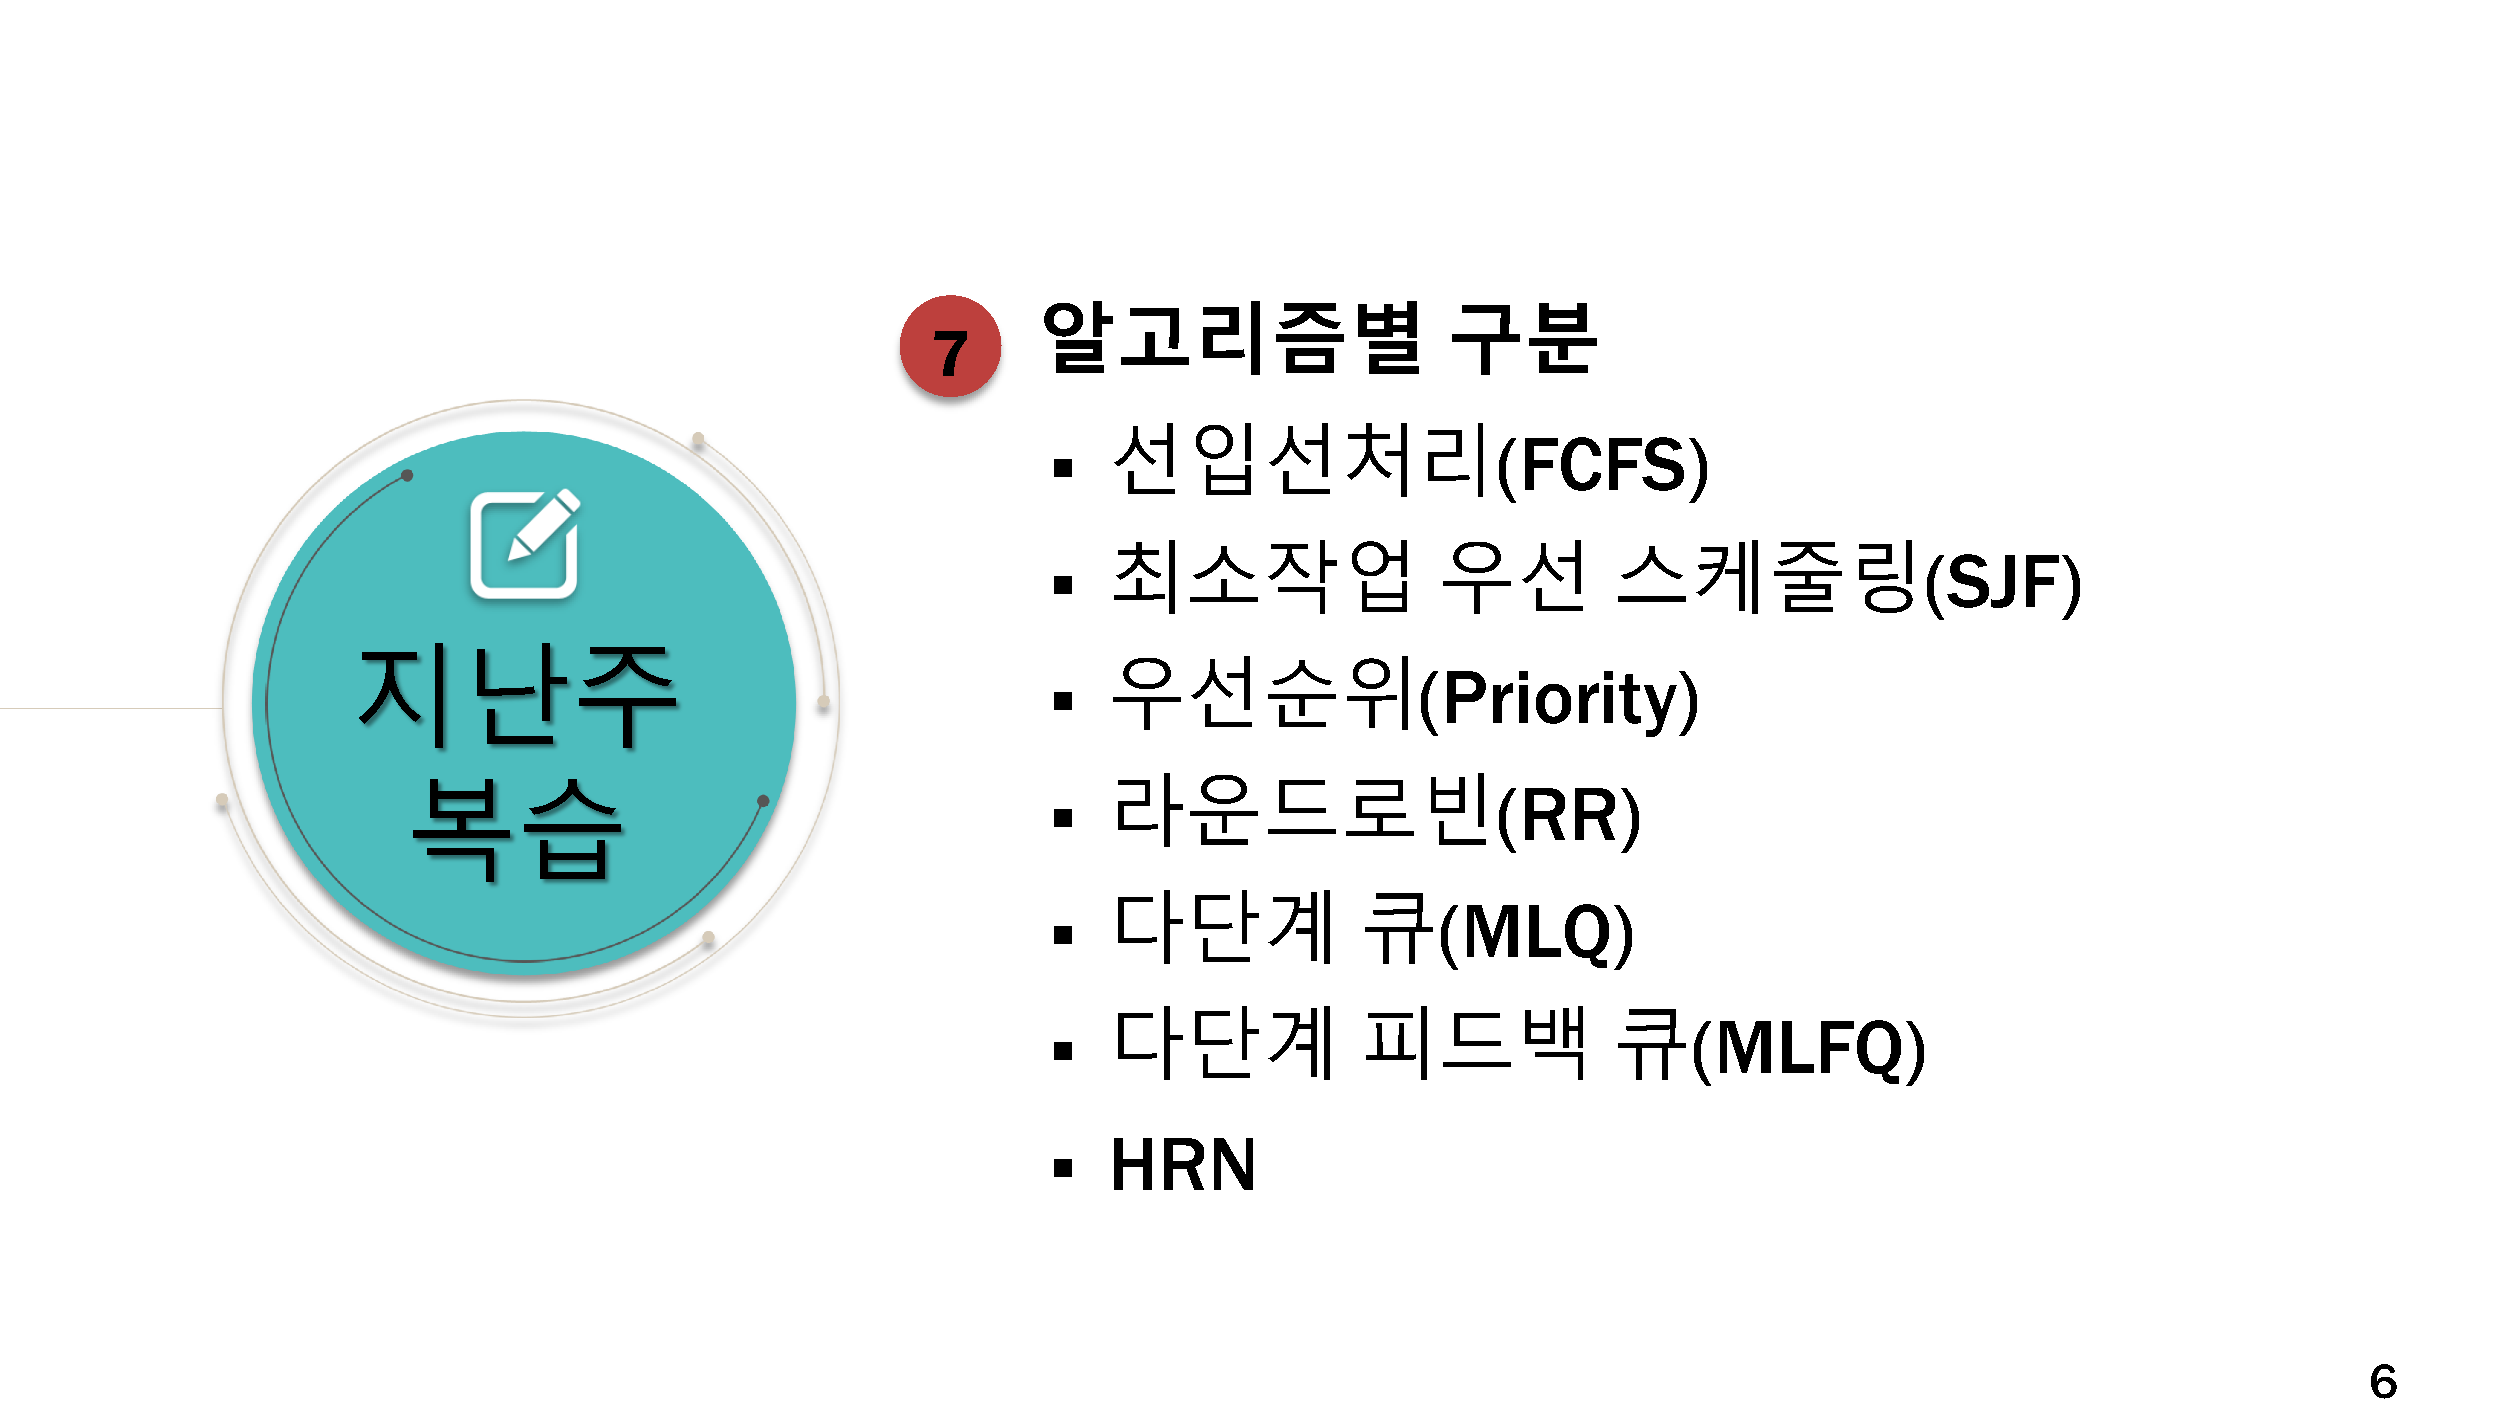 지난주
복습
7 알고리즘별 구분
▪ 선입선처리(FCFS)
▪ 최소작업 우선 스케줄링(SJF)
▪ 우선순위(Priority)
▪ 라운드로빈(RR)
▪ 다단계 큐(MLQ)
▪ 다단계 피드백 큐(MLFQ)
▪ HRN
6